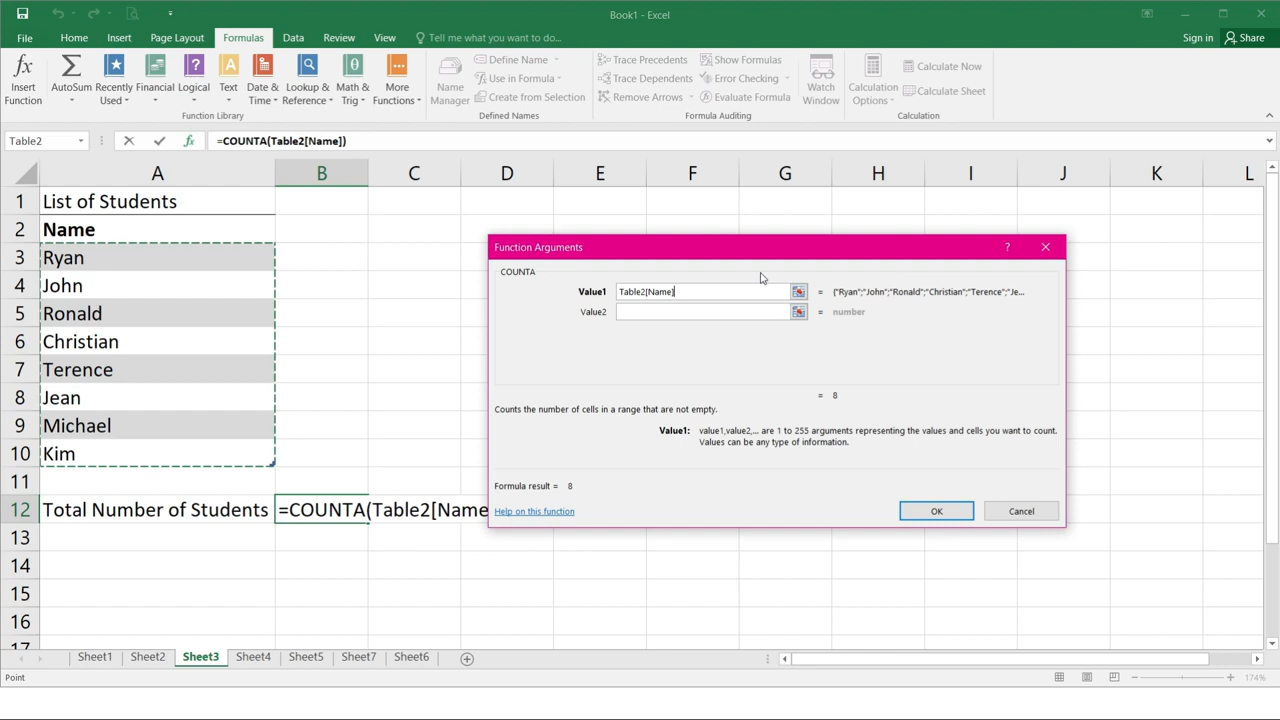 Book1 - Excel
File Home Insert Page Layout Formulas Data Review View Tell me what you want to do... Sign in Share
Insert Function
AutoSum
Recently Used
Financial
Logical
Text
Date & Time
Lookup & Reference
Math & Trig
More Functions
Function Library
Name Manager
Define Name
Use in Formula
Create from Selection
Defined Names
Trace Precedents
Trace Dependents
Remove Arrows
Show Formulas
Error Checking
Evaluate Formula
Formula Auditing
Watch Window
Calculation Options
Calculate Now
Calculate Sheet
Calculation
Table2 fx =COUNTA(Table2[Name])
A B C D E F G H I J K L
1 List of Students
2 Name
3 Ryan
4 John
5 Ronald
6 Christian
7 Terence
8 Jean
9 Michael
10 Kim
11
12 Total Number of Students =COUNTA(Table2[Name
13
14
15
16
17
Function Arguments ?
COUNTA
Value1 Table2[Name] = {"Ryan";"John";"Ronald";"Christian";"Terence";"Je...
Value2 = number
= 8
Counts the number of cells in a range that are not empty.
Value1: value1,value2,... are 1 to 255 arguments representing the values and cells you want to count.
Values can be any type of information.
Formula result = 8
Help on this function OK Cancel
Sheet1 Sheet2 Sheet3 Sheet4 Sheet5 Sheet7 Sheet6
Point 174%